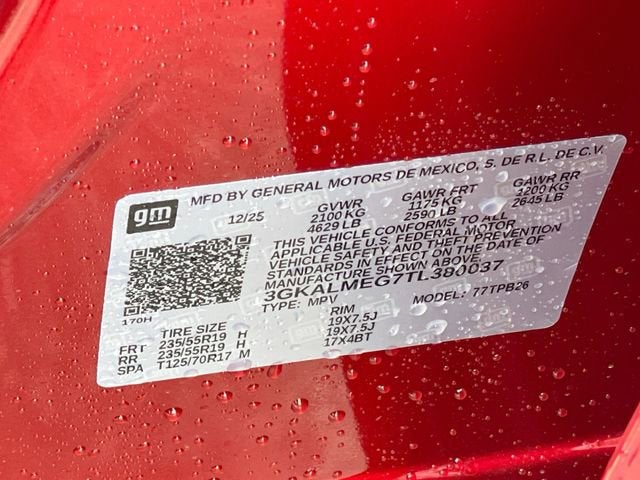 gm MFD BY GENERAL MOTORS DE MEXICO, S. DE R.L. DE C.V.
12/25 GVWR GAWR FRT GAWR RR
2100 KG 1175 KG 1200 KG
4629 LB 2590 LB 2645 LB
THIS VEHICLE CONFORMS TO ALL
APPLICABLE U.S. FEDERAL MOTOR
VEHICLE SAFETY AND THEFT PREVENTION
STANDARDS IN EFFECT ON THE DATE OF
MANUFACTURE SHOWN ABOVE.
3GKALMEG7TL380037
TYPE: MPV MODEL: 77TPB26
170H
TIRE SIZE RIM
FRT 235/55R19 H 19X7.5J
RR 235/55R19 H 19X7.5J
SPA T125/70R17 M 17X4BT